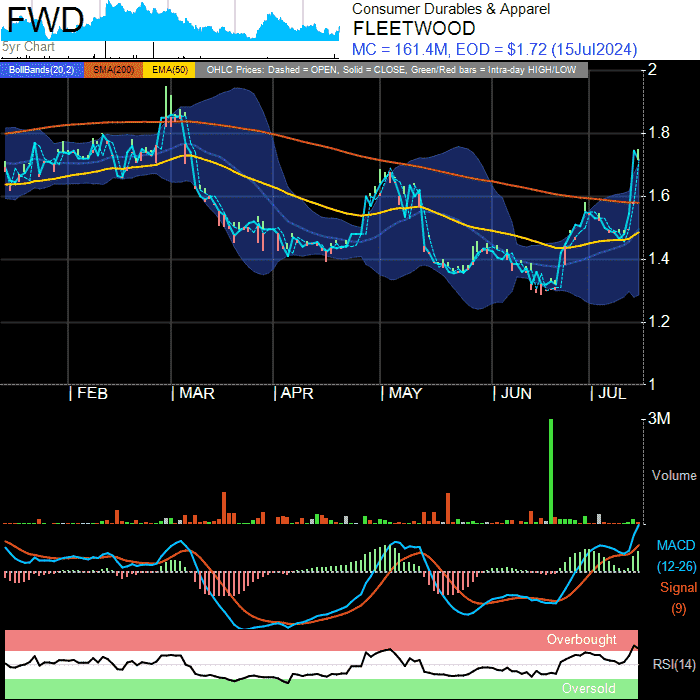 FWD
5yr Chart
Consumer Durables & Apparel
FLEETWOOD
MC = 161.4M, EOD = $1.72 (15Jul2024)
BollBands(20,2) SMA(200) EMA(50) OHLC Prices: Dashed = OPEN, Solid = CLOSE, Green/Red bars = Intra-day HIGH/LOW
2
1.8
1.6
1.4
1.2
1
| FEB | MAR | APR | MAY | JUN | JUL
3M
Volume
MACD
(12-26)
Signal
(9)
Overbought
RSI(14)
Oversold